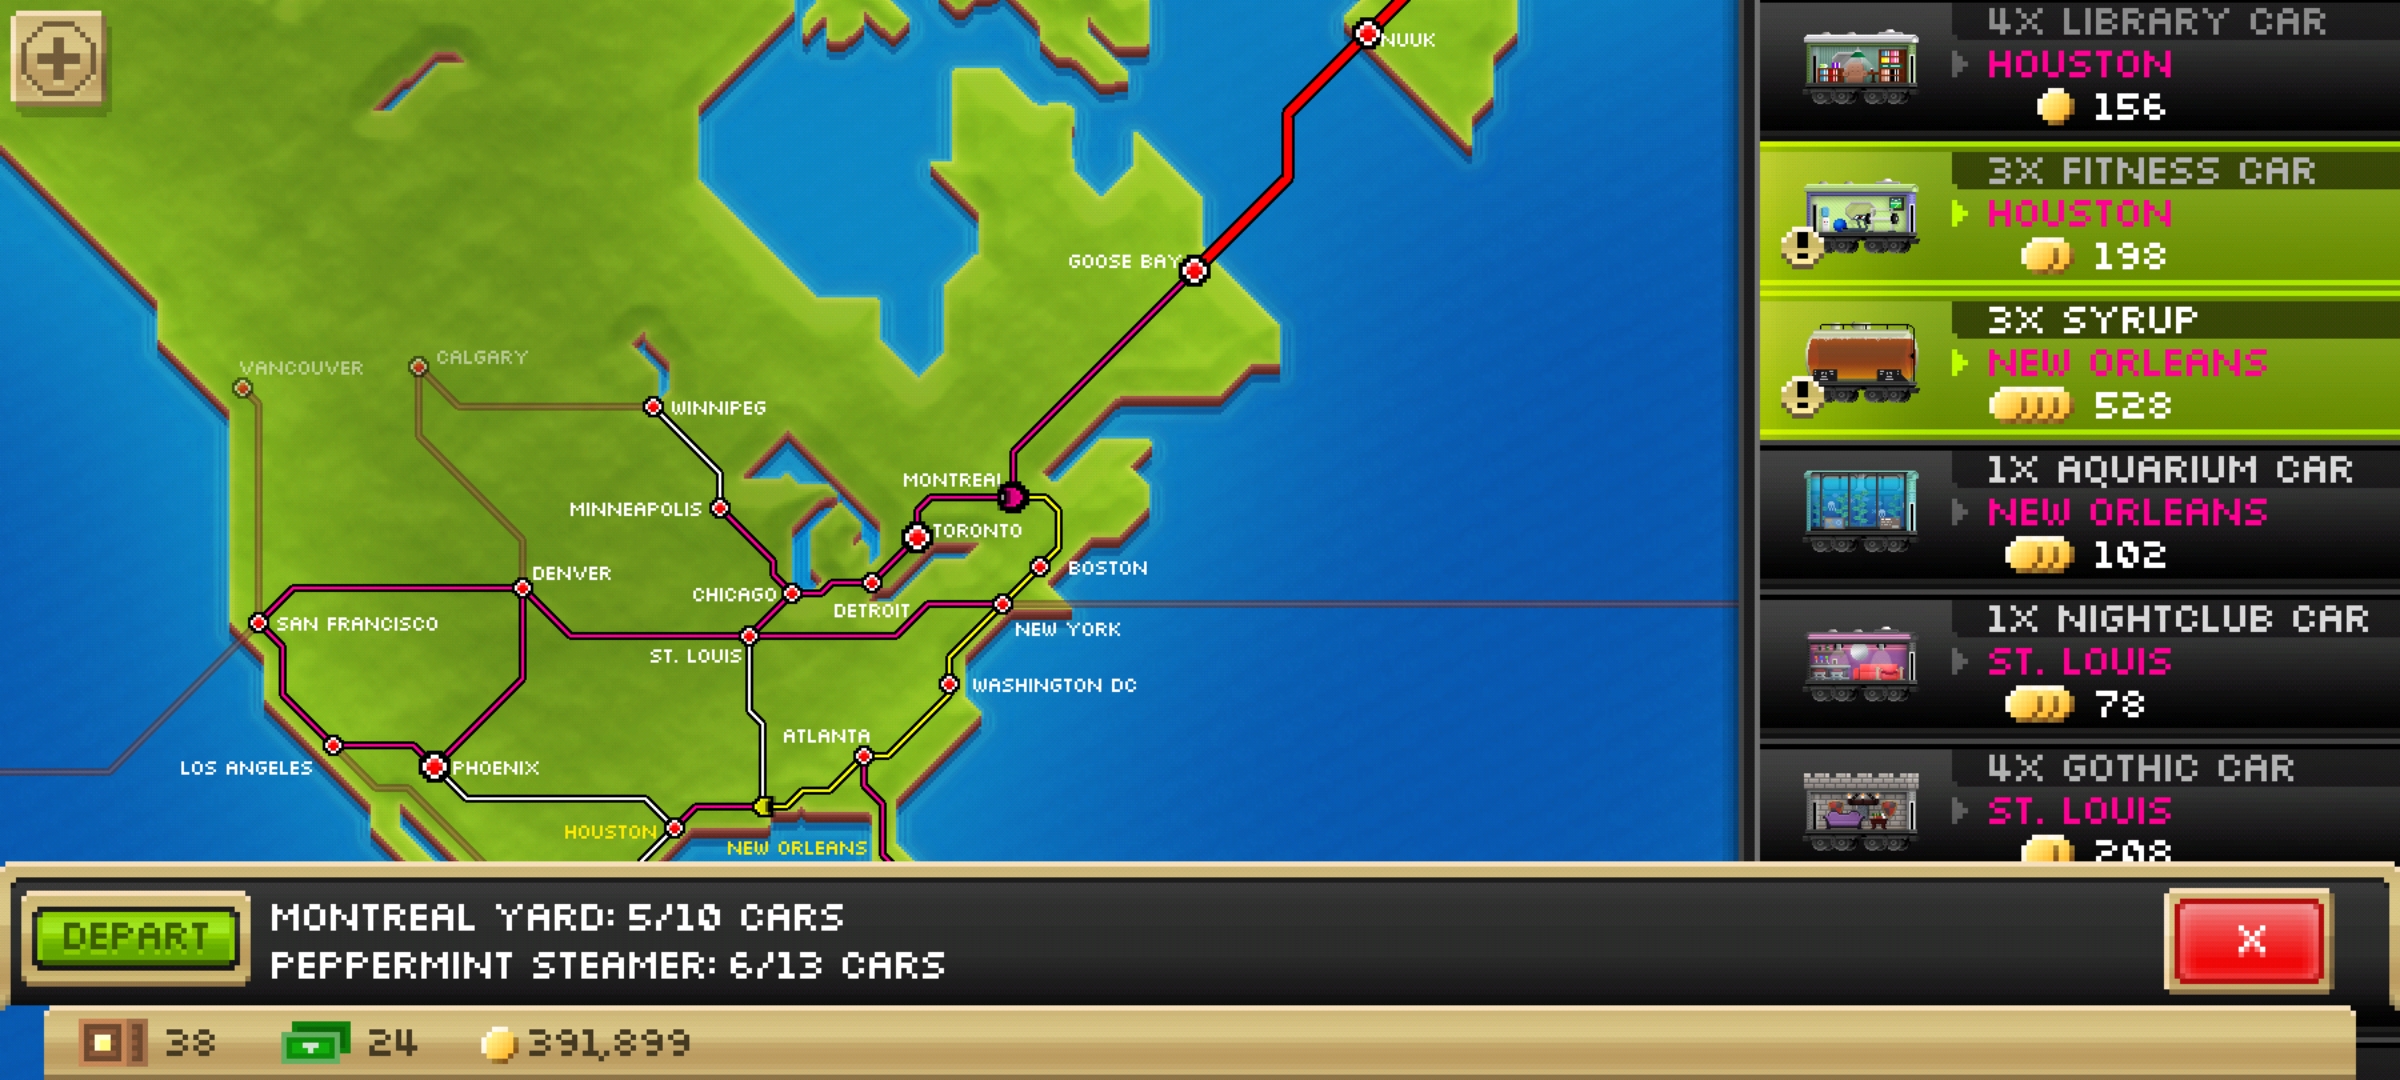 NUUK
GOOSE BAY
VANCOUVER
CALGARY
WINNIPEG
MONTREAL
MINNEAPOLIS
TORONTO
BOSTON
DENVER
CHICAGO
DETROIT
SAN FRANCISCO
NEW YORK
ST. LOUIS
WASHINGTON DC
ATLANTA
LOS ANGELES
PHOENIX
HOUSTON
NEW ORLEANS
4X LIBRARY CAR
HOUSTON
156
3X FITNESS CAR
HOUSTON
198
3X SYRUP
NEW ORLEANS
528
1X AQUARIUM CAR
NEW ORLEANS
102
1X NIGHTCLUB CAR
ST. LOUIS
78
4X GOTHIC CAR
ST. LOUIS
208
DEPART
MONTREAL YARD: 5/10 CARS
PEPPERMINT STEAMER: 6/13 CARS
X
38
24
391,899